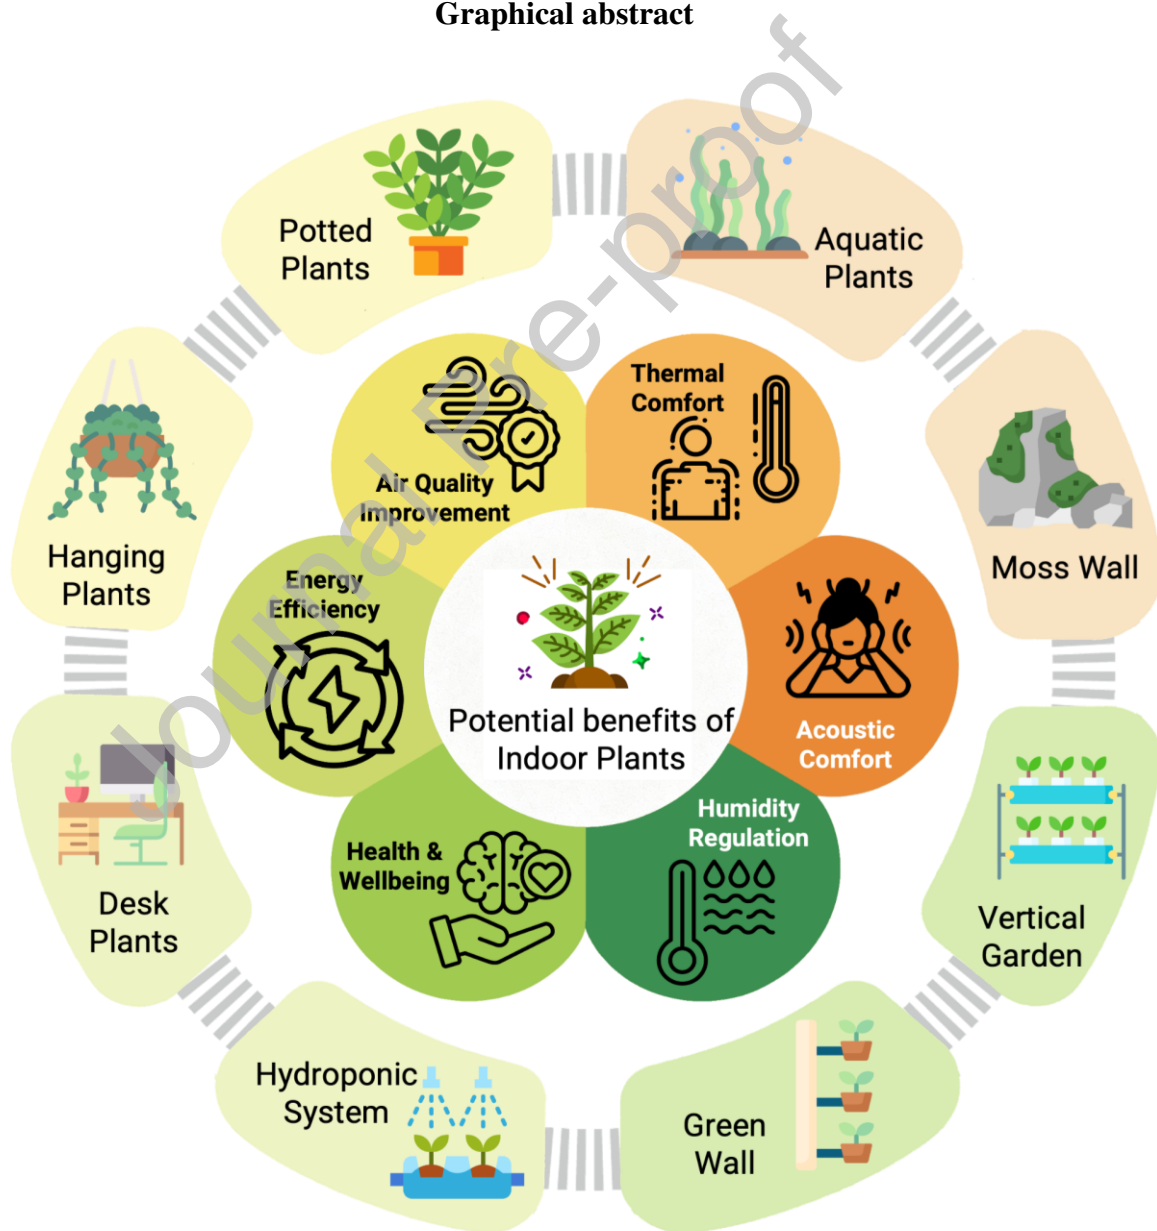 Graphical abstract
Journal Pre-proof
Potted
Plants
Aquatic
Plants
Hanging
Plants
Moss Wall
Desk
Plants
Vertical
Garden
Hydroponic
System
Green
Wall
Air Quality
Improvement
Thermal
Comfort
Energy
Efficiency
Acoustic
Comfort
Health &
Wellbeing
Humidity
Regulation
Potential benefits of
Indoor Plants